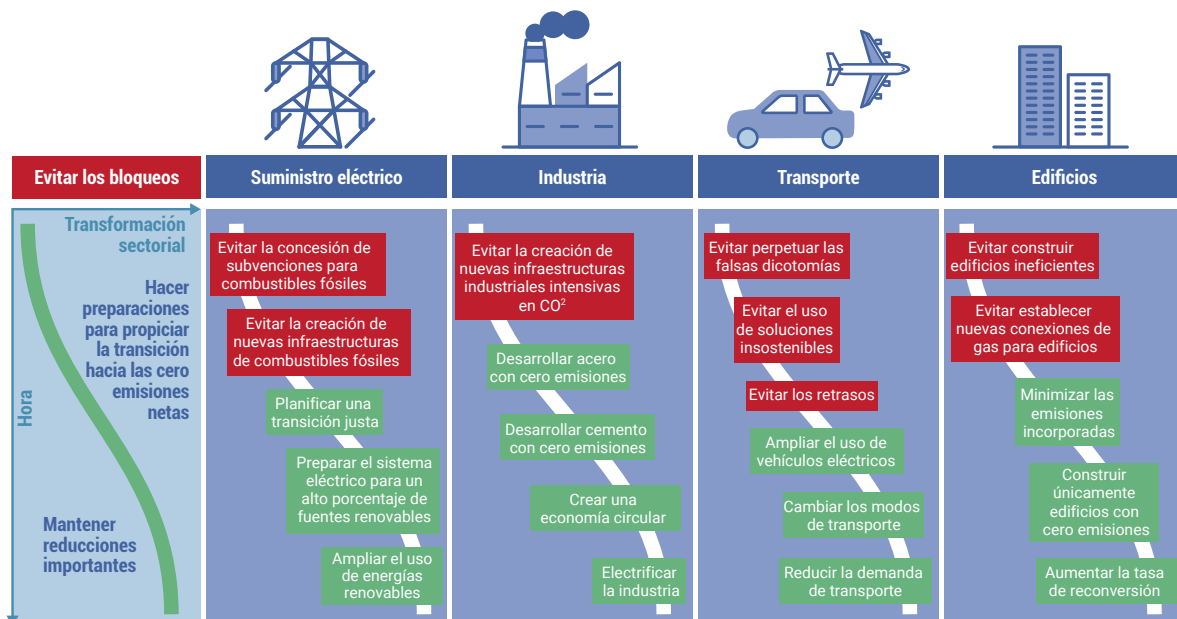 Evitar los bloqueos
Transformación
sectorial
Hacer
preparaciones
para propiciar
la transición
hacia las cero
emisiones
netas
Hora
Mantener
reducciones
importantes
Suministro eléctrico
Evitar la concesión de
subvenciones para
combustibles fósiles
Evitar la creación de
nuevas infraestructuras
de combustibles fósiles
Planificar una
transición justa
Preparar el sistema
eléctrico para un
alto porcentaje de
fuentes renovables
Ampliar el uso
de energías
renovables
Industria
Evitar la creación de
nuevas infraestructuras
industriales intensivas
en CO²
Desarrollar acero
con cero emisiones
Desarrollar cemento
con cero emisiones
Crear una
economía circular
Electrificar
la industria
Transporte
Evitar perpetuar las
falsas dicotomías
Evitar el uso
de soluciones
insostenibles
Evitar los retrasos
Ampliar el uso de
vehículos eléctricos
Cambiar los modos
de transporte
Reducir la demanda
de transporte
Edificios
Evitar construir
edificios ineficientes
Evitar establecer
nuevas conexiones de
gas para edificios
Minimizar las
emisiones
incorporadas
Construir
únicamente
edificios con
cero emisiones
Aumentar la tasa
de reconversión